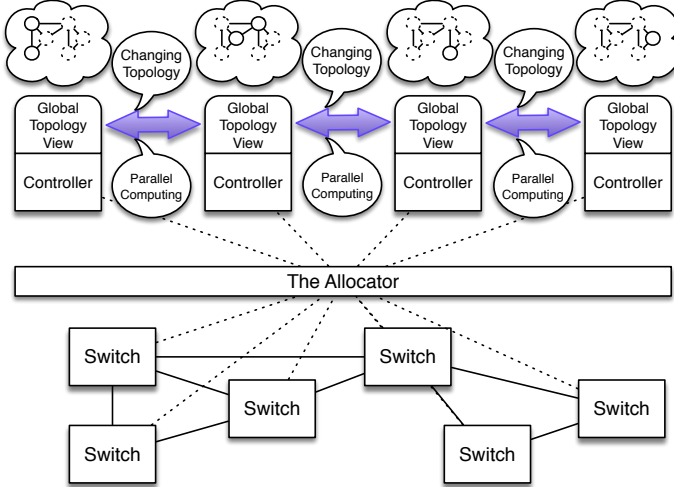 Changing
Topology
Changing
Topology
Changing
Topology
Global
Topology
View
Global
Topology
View
Global
Topology
View
Global
Topology
View
Controller
Parallel
Computing
Controller
Parallel
Computing
Controller
Parallel
Computing
Controller
The Allocator
Switch
Switch
Switch
Switch
Switch
Switch